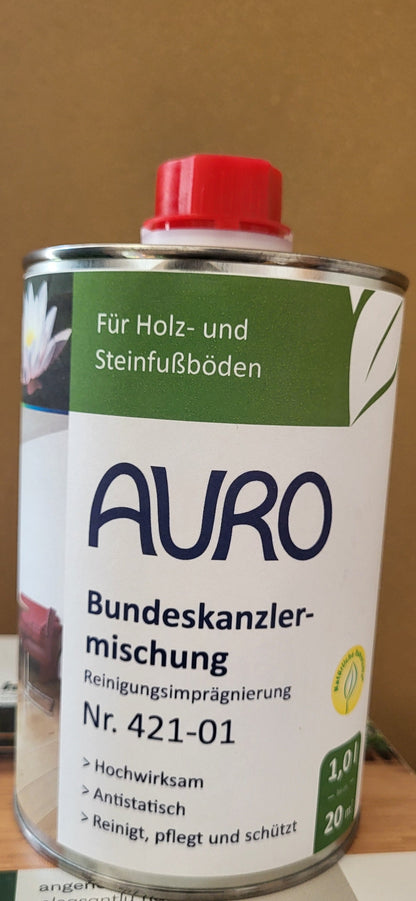 Für Holz- und
Steinfußböden
AURO
Bundeskanzler-
mischung
Reinigungsimprägnierung
Nr. 421-01
> Hochwirksam
> Antistatisch
> Reinigt, pflegt und schützt
Natürliche
1,0 l
20 m